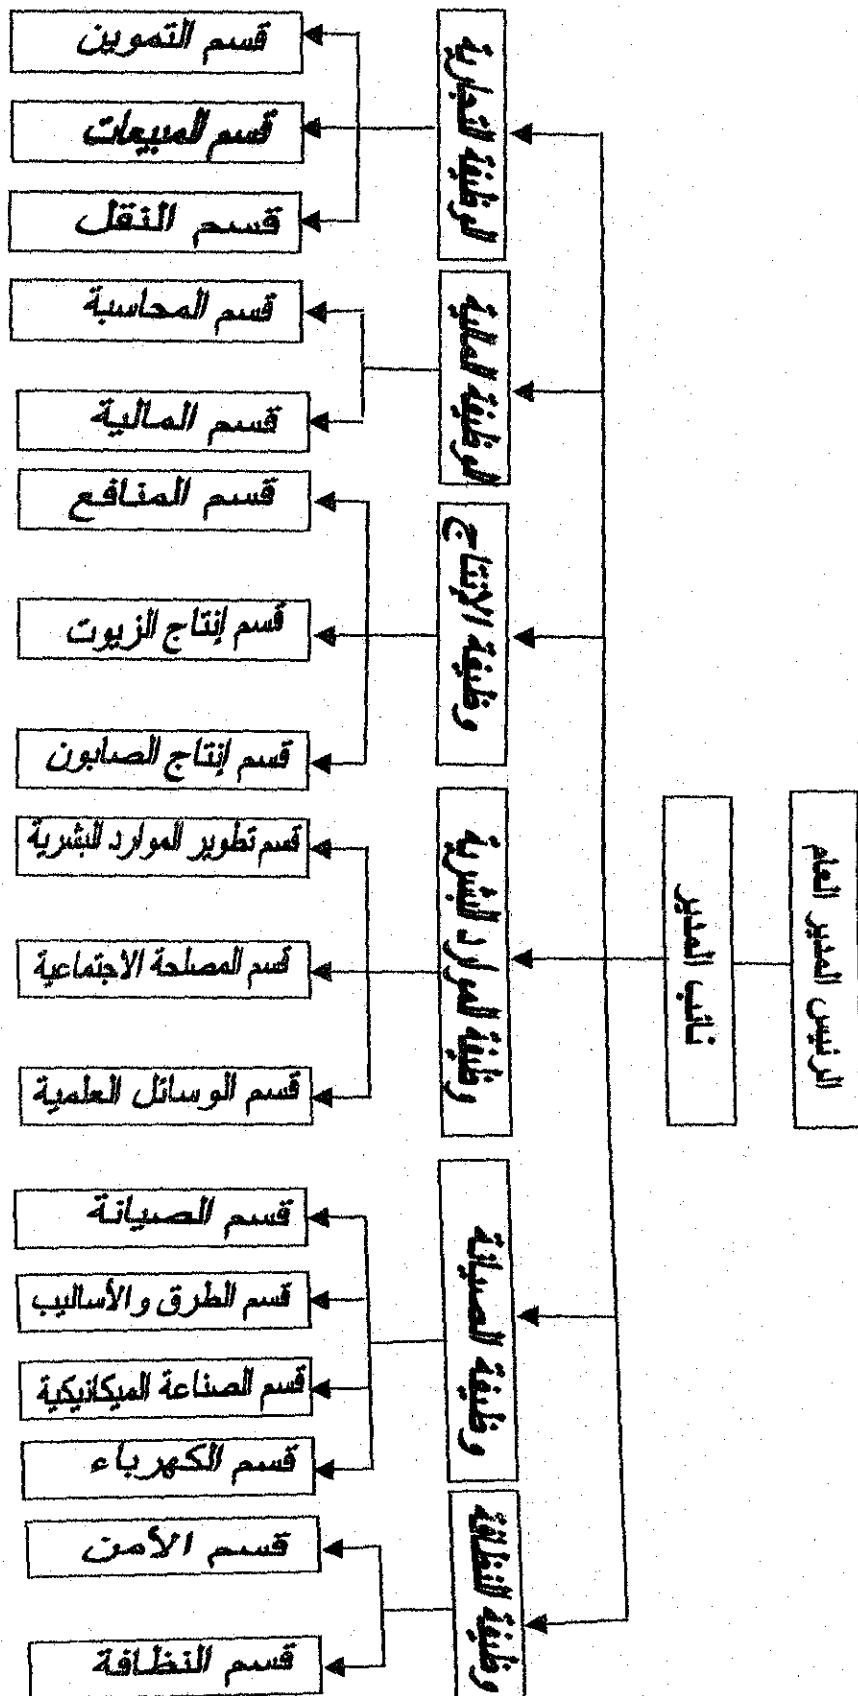 الرئيس المدير العام
نائب المدير
الوظيفة التجارية
قسم التموين
قسم المبيعات
قسم النقل
الوظيفة المالية
قسم المحاسبة
قسم المالية
وظيفة الإنتاج
قسم المنافع
قسم إنتاج الزيوت
قسم إنتاج الصابون
وظيفة الموارد البشرية
قسم تطوير الموارد البشرية
قسم المصلحة الاجتماعية
قسم الوسائل العلمية
وظيفة الصيانة
قسم الصيانة
قسم الطرق والأساليب
قسم الصناعة الميكانيكية
قسم الكهرباء
وظيفة النظافة
قسم الأمن
قسم النظافة